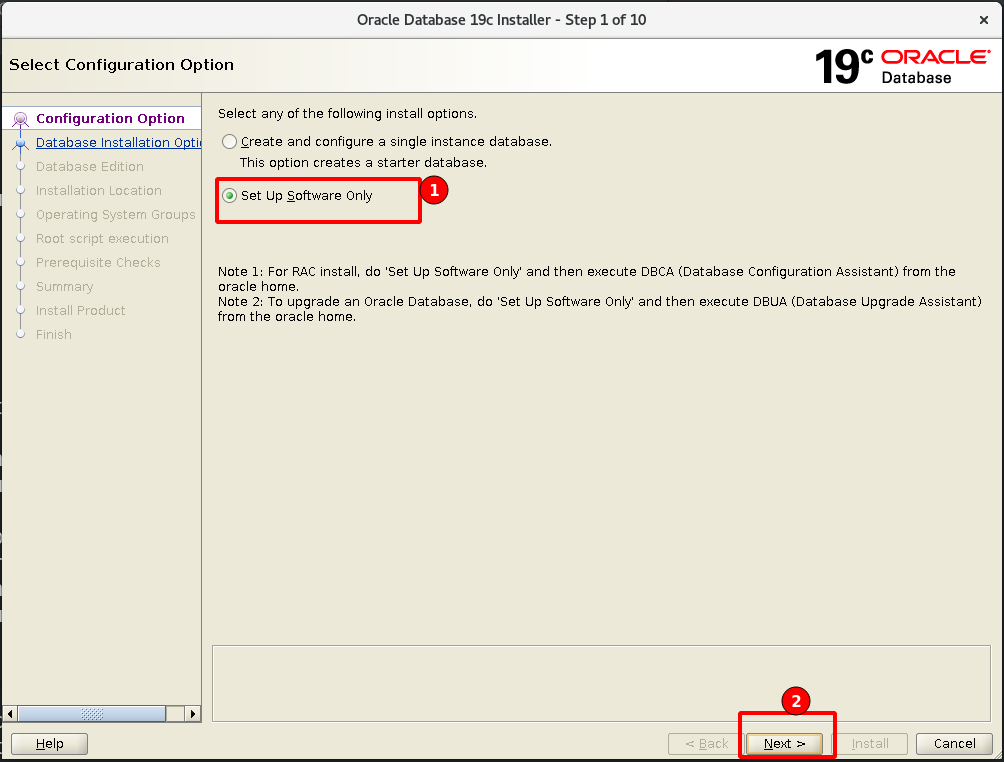 Oracle Database 19c Installer - Step 1 of 10
×
Select Configuration Option
19c ORACLE
Database
Configuration Option
Database Installation Opti
Database Edition
Installation Location
Operating System Groups
Root script execution
Prerequisite Checks
Summary
Install Product
Finish
Select any of the following install options.
Create and configure a single instance database.
This option creates a starter database.
Set Up Software Only
1
Note 1: For RAC install, do 'Set Up Software Only' and then execute DBCA (Database Configuration Assistant) from the
oracle home.
Note 2: To upgrade an Oracle Database, do 'Set Up Software Only' and then execute DBUA (Database Upgrade Assistant)
from the oracle home.
2
Help
< Back
Next >
Install
Cancel